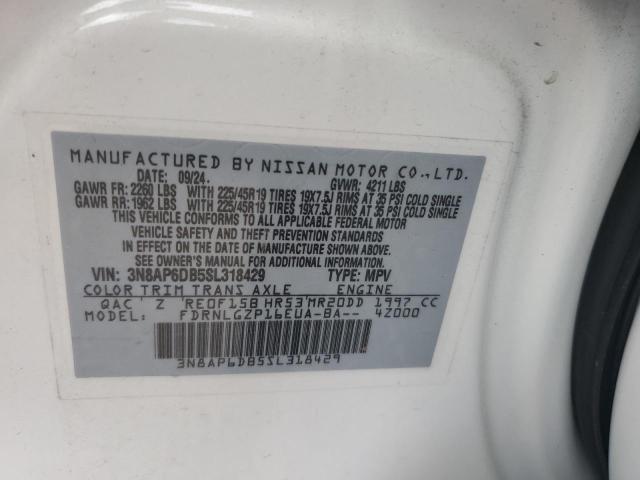 MANUFACTURED BY NISSAN MOTOR CO.,LTD.
DATE: 09/24. GVWR: 4211 LBS
GAWR FR: 2260 LBS WITH 225/45R19 TIRES 19X7.5J RIMS AT 35 PSI COLD SINGLE
GAWR RR: 1962 LBS WITH 225/45R19 TIRES 19X7.5J RIMS AT 35 PSI COLD SINGLE
THIS VEHICLE CONFORMS TO ALL APPLICABLE FEDERAL MOTOR
VEHICLE SAFETY AND THEFT PREVENTION STANDARDS
IN EFFECT ON THE DATE OF MANUFACTURE SHOWN ABOVE.
SEE OWNER'S MANUAL FOR ADDITIONAL INFORMATION.
VIN: 3N8AP6DB5SL318429 TYPE: MPV
COLOR TRIM TRANS AXLE ENGINE
QAC' Z 'RE0F15B HR53'MR20DD 1997 CC
MODEL: FDRNLGZP16EUA-BA-- 4Z000
3N8AP6DB5SL318429